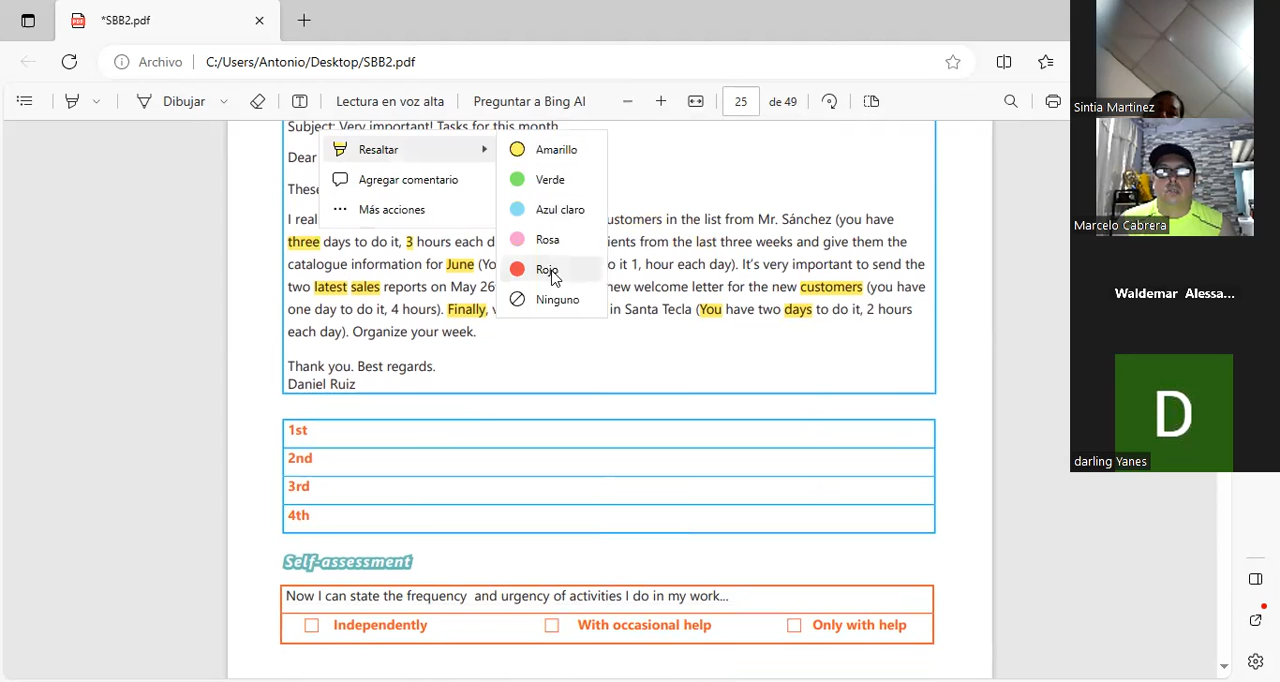 *SBB2.pdf
Archivo
C:/Users/Antonio/Desktop/SBB2.pdf
Dibujar
Lectura en voz alta
Preguntar a Bing AI
25
de 49
Subject: Very important! Tasks for this month
Dear
These
Resaltar
Agregar comentario
Más acciones
Amarillo
Verde
Azul claro
Rosa
Rojo
Ninguno
I real ustomers in the list from Mr. Sánchez (you have
three days to do it, 3 hours each d ients from the last three weeks and give them the
catalogue information for June (Yo o it 1, hour each day). It's very important to send the
two latest sales reports on May 26 new welcome letter for the new customers (you have
one day to do it, 4 hours). Finally, v in Santa Tecla (You have two days to do it, 2 hours
each day). Organize your week.
Thank you. Best regards.
Daniel Ruiz
1st
2nd
3rd
4th
Self-assessment
Now I can state the frequency and urgency of activities I do in my work...
Independently
With occasional help
Only with help
Sintia Martinez
Marcelo Cabrera
Waldemar Alessa...
D
darling Yanes